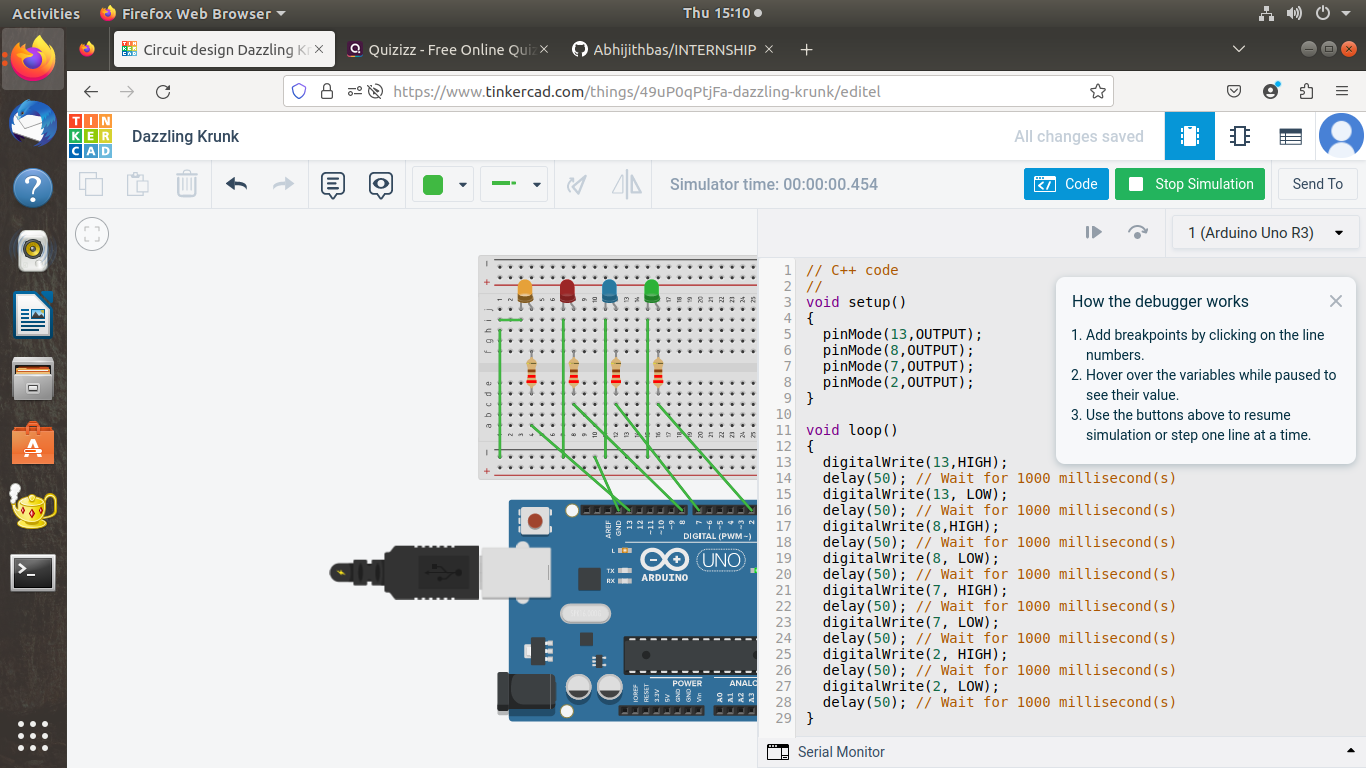 Activities Firefox Web Browser Thu 15:10
Circuit design Dazzling Kr Quizizz - Free Online Quiz Abhijithbas/INTERNSHIP
https://www.tinkercad.com/things/49uP0qPtjFa-dazzling-krunk/editel
TIN
KER
CAD
Dazzling Krunk All changes saved
Simulator time: 00:00:00.454 Code Stop Simulation Send To
1 (Arduino Uno R3)
1 // C++ code
2 //
3 void setup()
4 {
5 pinMode(13,OUTPUT);
6 pinMode(8,OUTPUT);
7 pinMode(7,OUTPUT);
8 pinMode(2,OUTPUT);
9 }
10
11 void loop()
12 {
13 digitalWrite(13,HIGH);
14 delay(50); // Wait for 1000 millisecond(s)
15 digitalWrite(13, LOW);
16 delay(50); // Wait for 1000 millisecond(s)
17 digitalWrite(8,HIGH);
18 delay(50); // Wait for 1000 millisecond(s)
19 digitalWrite(8, LOW);
20 delay(50); // Wait for 1000 millisecond(s)
21 digitalWrite(7, HIGH);
22 delay(50); // Wait for 1000 millisecond(s)
23 digitalWrite(7, LOW);
24 delay(50); // Wait for 1000 millisecond(s)
25 digitalWrite(2, HIGH);
26 delay(50); // Wait for 1000 millisecond(s)
27 digitalWrite(2, LOW);
28 delay(50); // Wait for 1000 millisecond(s)
29 }
How the debugger works
1. Add breakpoints by clicking on the line
numbers.
2. Hover over the variables while paused to
see their value.
3. Use the buttons above to resume
simulation or step one line at a time.
AREF
GND
13
12
~11
~10
~9
8
7
~6
~5
4
~3
2
DIGITAL (PWM ~)
L
TX
RX
UNO
ARDUINO
POWER ANALO
IOREF
RESET
3.3V
5V
GND
GND
Vin
A0
A1
A2
A3
Serial Monitor